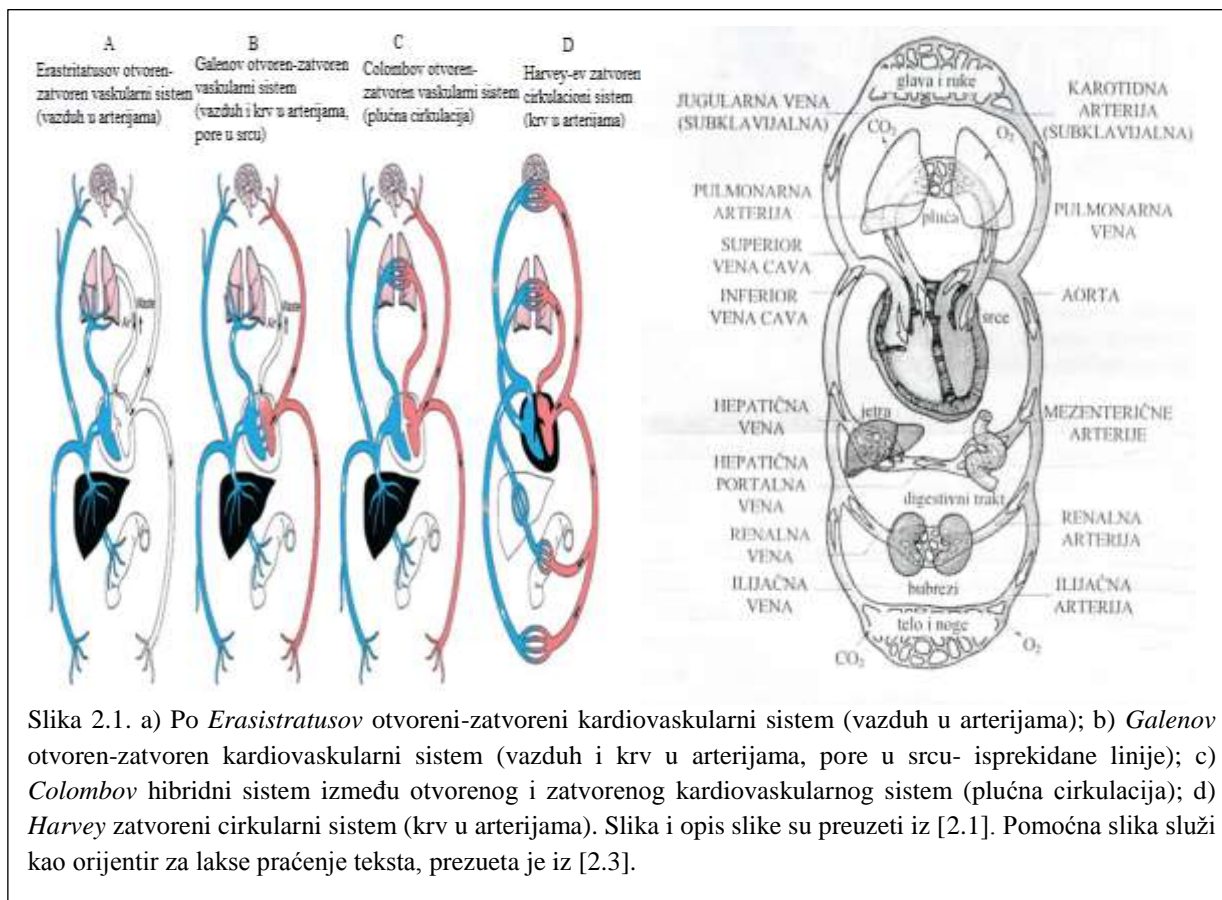 A
Erastritatusov otvoren-
zatvoren vaskularni sistem
(vazduh u arterijama)
B
Galenov otvoren-zatvoren
vaskularni sistem
(vazduh i krv u arterijama,
pore u srcu)
C
Colombov otvoren-
zatvoren vaskularni sistem
(plućna cirkulacija)
D
Harvey-ev zatvoren
cirkulacioni sistem
(krv u arterijama)
Air
Waste
Air
Waste
glava i ruke
JUGULARNA VENA
(SUBKLAVIJALNA)
KAROTIDNA
ARTERIJA
(SUBKLAVIJALNA)
CO2
O2
PULMONARNA
ARTERIJA
pluća
PULMONARNA
VENA
SUPERIOR
VENA CAVA
INFERIOR
VENA CAVA
AORTA
srce
HEPATIČNA
VENA
jetra
MEZENTERIČNE
ARTERIJE
HEPATIČNA
PORTALNA
VENA
digestivni trakt
RENALNA
VENA
RENALNA
ARTERIJA
bubrezi
ILIJAČNA
VENA
ILIJAČNA
ARTERIJA
telo i noge
CO2
O2
Slika 2.1. a) Po Erasistratusov otvoreni-zatvoreni kardiovaskularni sistem (vazduh u arterijama); b) Galenov
otvoren-zatvoren kardiovaskularni sistem (vazduh i krv u arterijama, pore u srcu- isprekidane linije); c)
Colombov hibridni sistem između otvorenog i zatvorenog kardiovaskularnog sistem (plućna cirkulacija); d)
Harvey zatvoreni cirkularni sistem (krv u arterijama). Slika i opis slike su preuzeti iz [2.1]. Pomoćna slika služi
kao orijentir za lakse praćenje teksta, prezueta je iz [2.3].